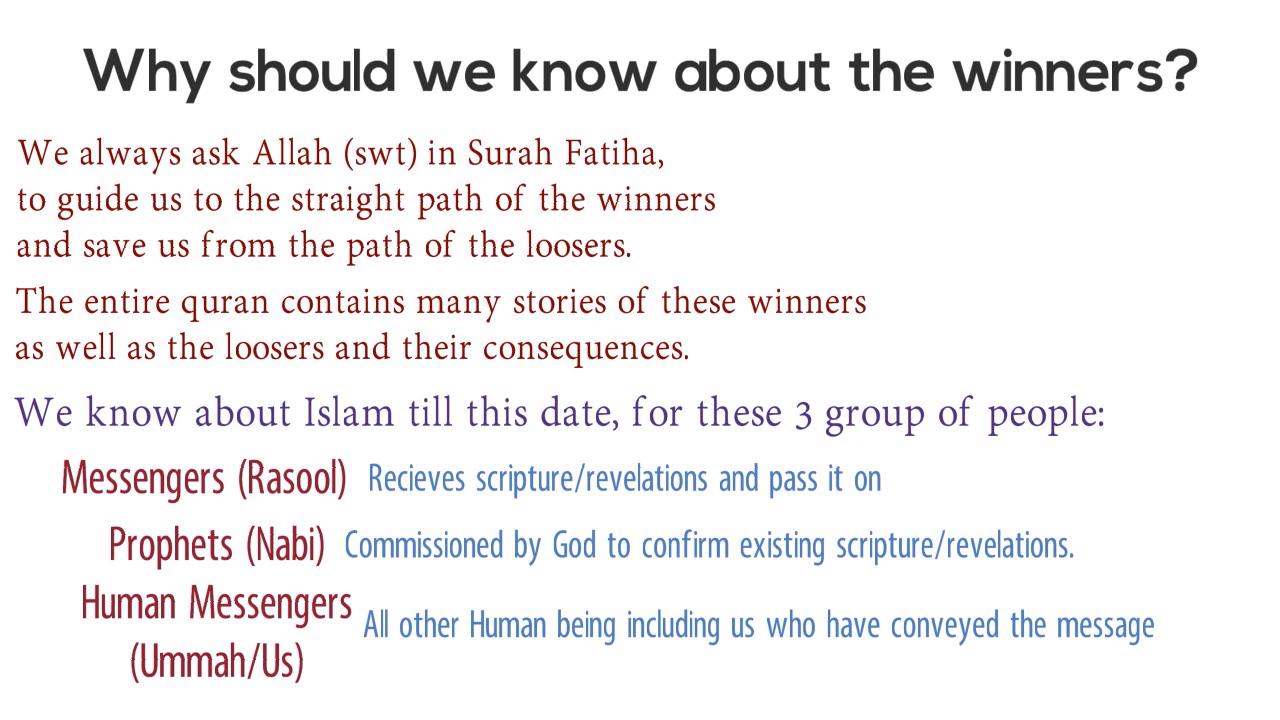 Why should we know about the winners?
We always ask Allah (swt) in Surah Fatiha,
to guide us to the straight path of the winners
and save us from the path of the loosers.
The entire quran contains many stories of these winners
as well as the loosers and their consequences.
We know about Islam till this date, for these 3 group of people:
Messengers (Rasool) Recieves scripture/revelations and pass it on
Prophets (Nabi) Commissioned by God to confirm existing scripture/revelations.
Human Messengers
(Ummah/Us)
All other Human being including us who have conveyed the message